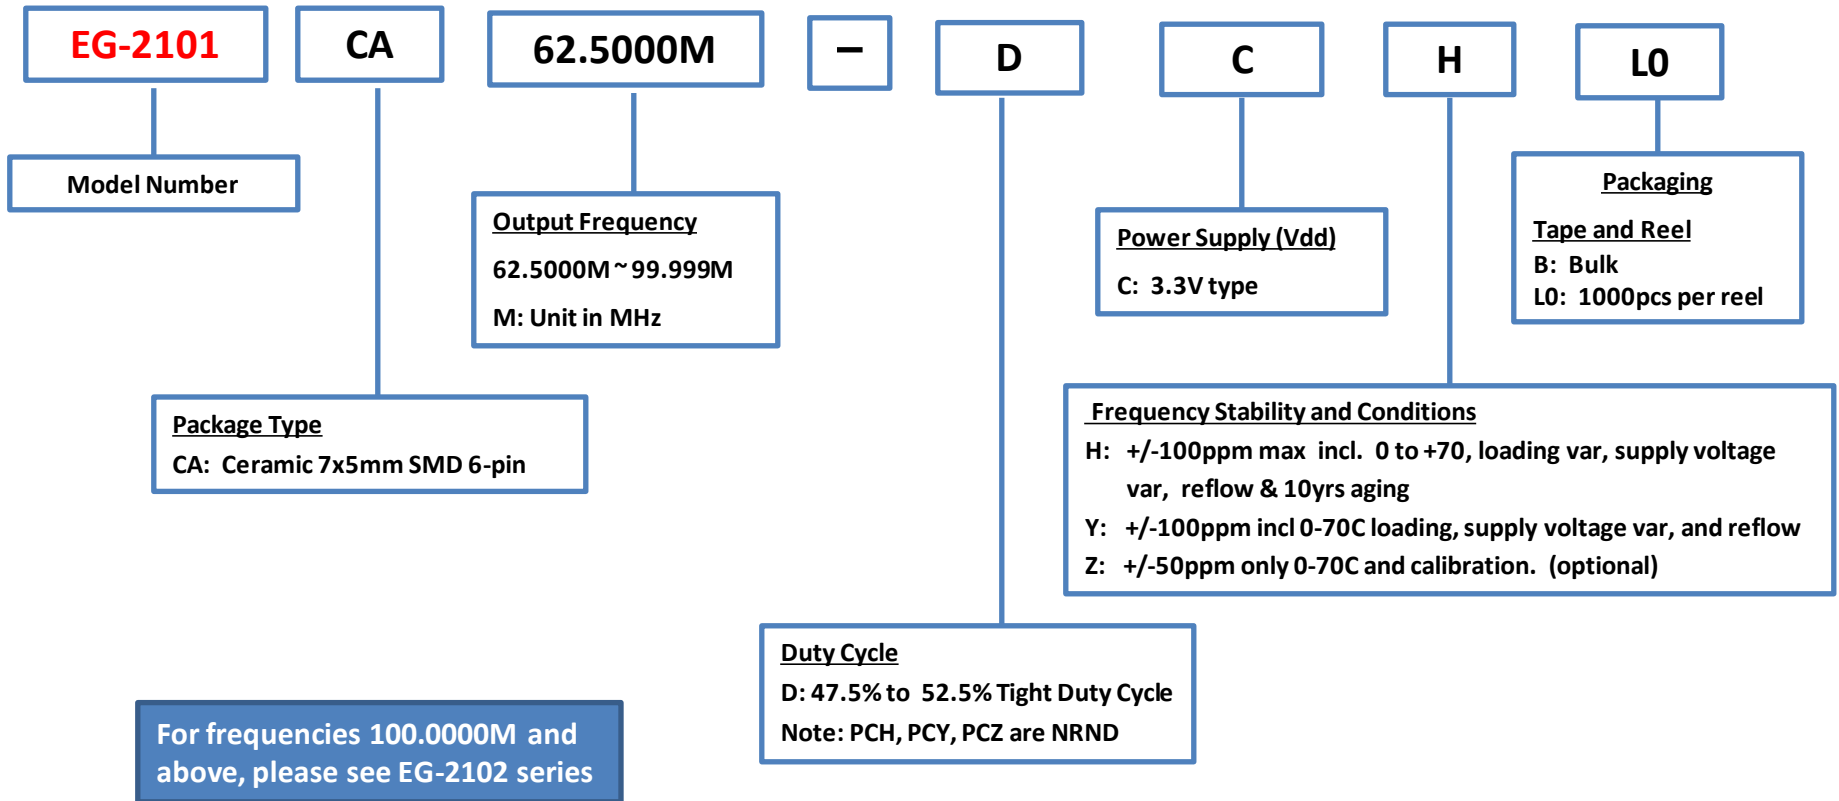 EG-2101 CA 62.5000M – D C H L0
Model Number
Output Frequency
62.5000M ~ 99.999M
M: Unit in MHz
Power Supply (Vdd)
C: 3.3V type
Packaging
Tape and Reel
B: Bulk
L0: 1000pcs per reel
Package Type
CA: Ceramic 7x5mm SMD 6-pin
Frequency Stability and Conditions
H: +/-100ppm max incl. 0 to +70, loading var, supply voltage
var, reflow & 10yrs aging
Y: +/-100ppm incl 0-70C loading, supply voltage var, and reflow
Z: +/-50ppm only 0-70C and calibration. (optional)
Duty Cycle
D: 47.5% to 52.5% Tight Duty Cycle
Note: PCH, PCY, PCZ are NRND
For frequencies 100.0000M and
above, please see EG-2102 series